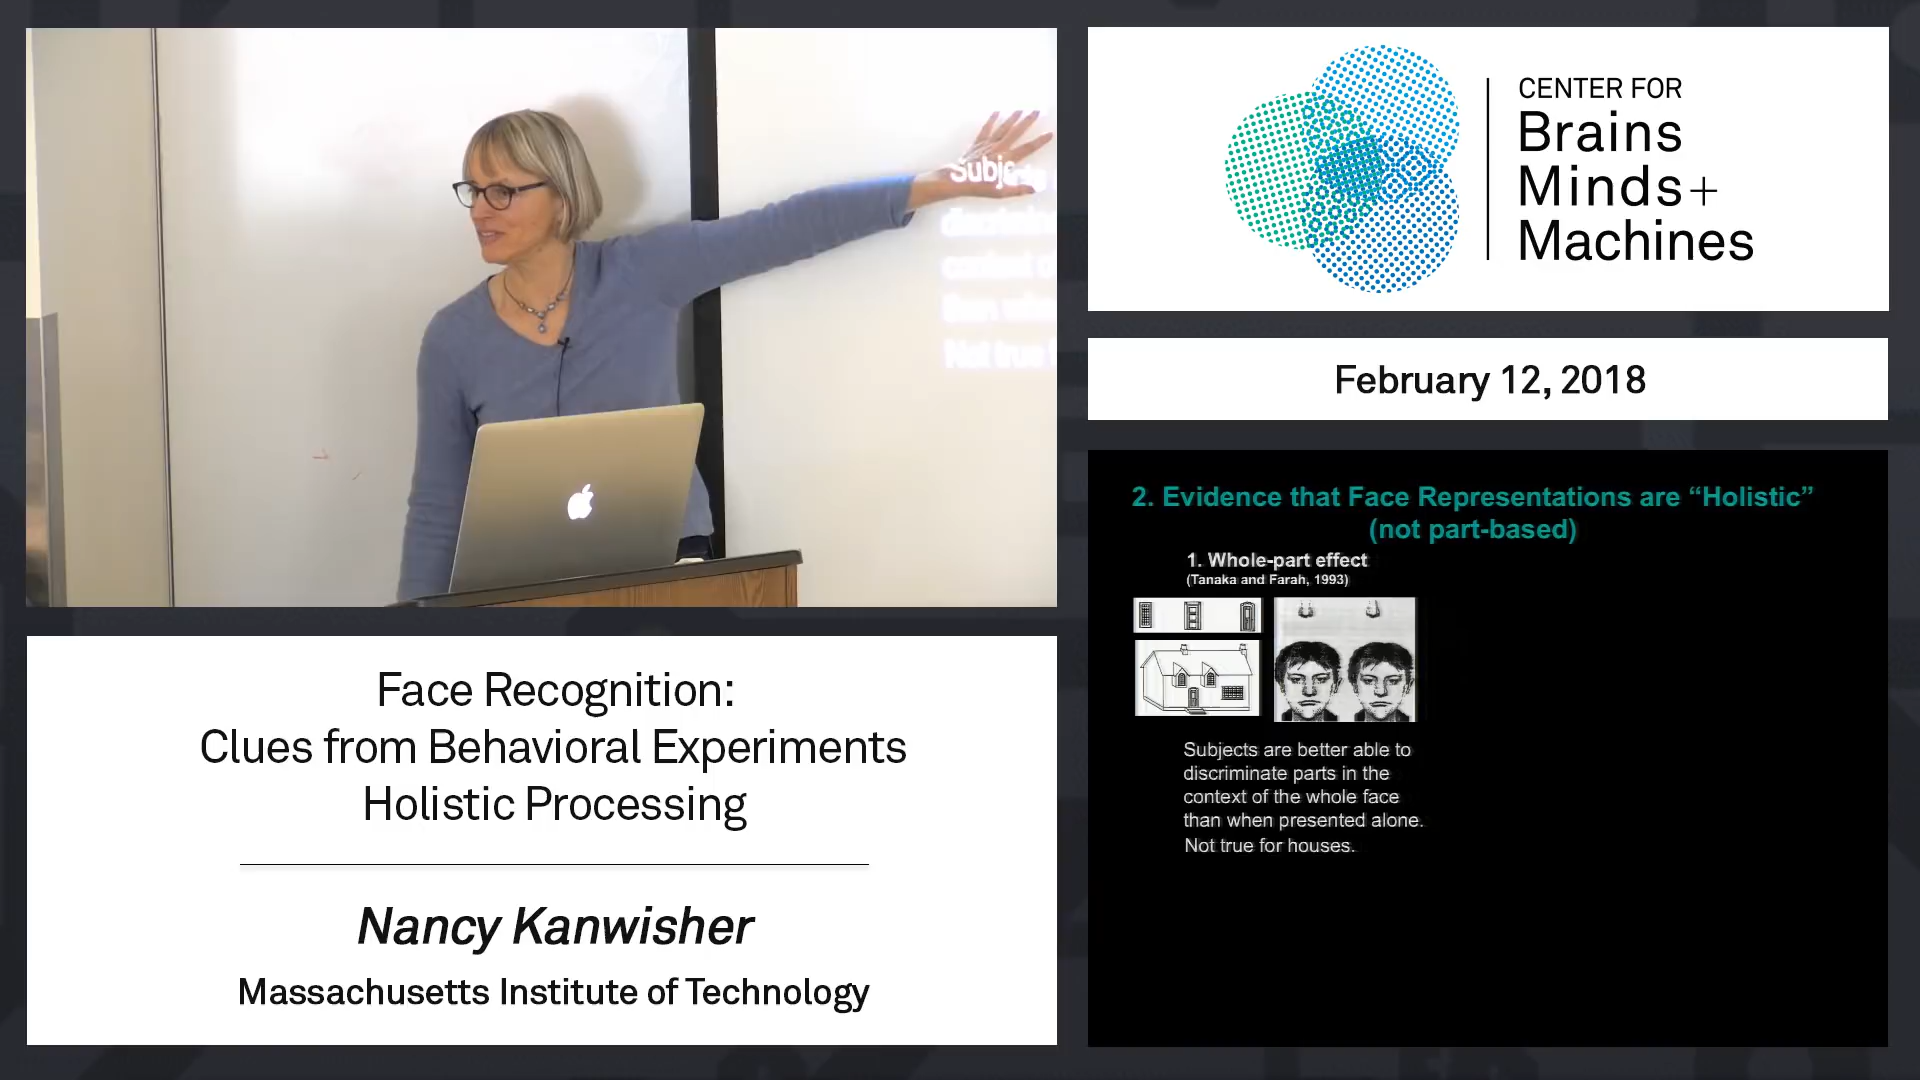 Subje
CENTER FOR
Brains
Minds+
Machines
February 12, 2018
2. Evidence that Face Representations are “Holistic”
(not part-based)
1. Whole-part effect
(Tanaka and Farah, 1993)
Subjects are better able to
discriminate parts in the
context of the whole face
than when presented alone.
Not true for houses.
Face Recognition:
Clues from Behavioral Experiments
Holistic Processing
Nancy Kanwisher
Massachusetts Institute of Technology